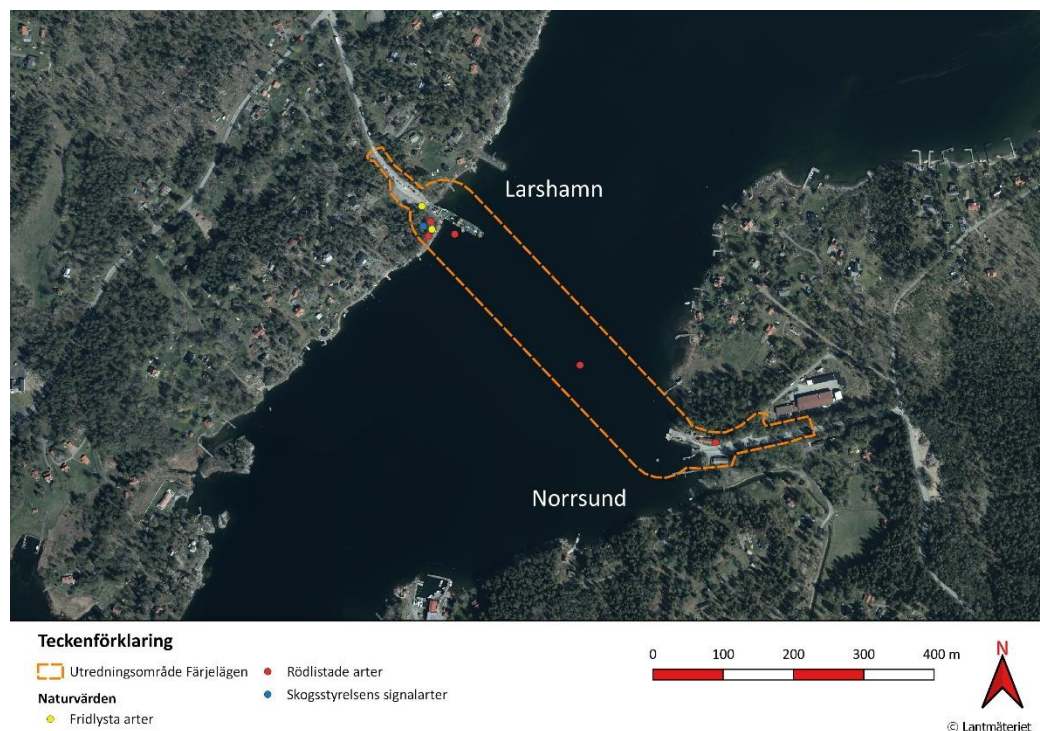 Larshamn
Norrsund
Teckenförklaring
Utredningsområde Färjelägen
Naturvärden
Fridlysta arter
Rödlistade arter
Skogsstyrelsens signalarter
0 100 200 300 400 m
N
© Lantmäteriet